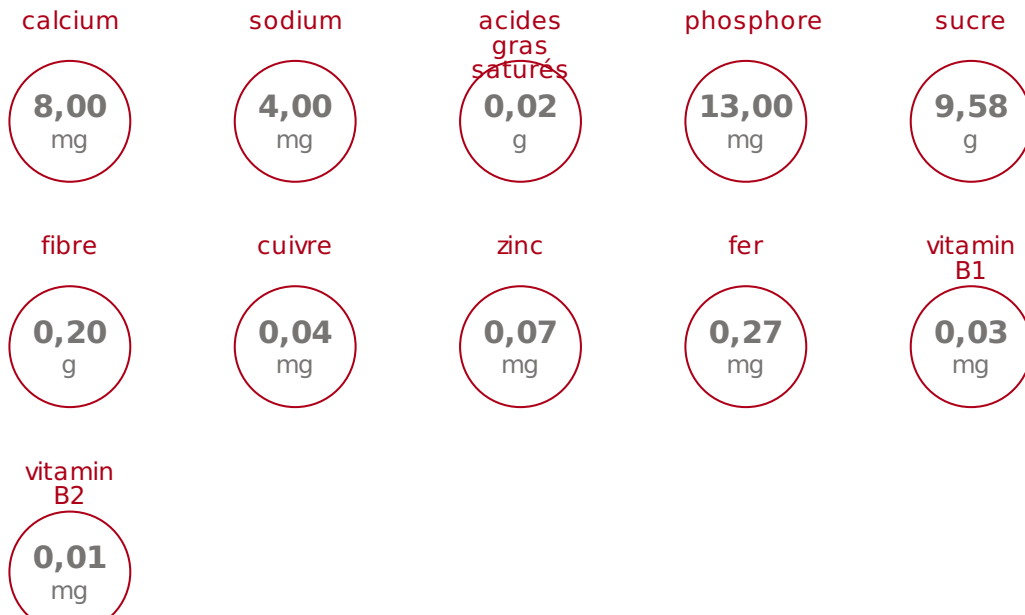 calcium
8,00
mg
sodium
4,00
mg
acides
gras
saturés
0,02
g
phosphore
13,00
mg
sucre
9,58
g
fibre
0,20
g
cuivre
0,04
mg
zinc
0,07
mg
fer
0,27
mg
vitamin
B1
0,03
mg
vitamin
B2
0,01
mg